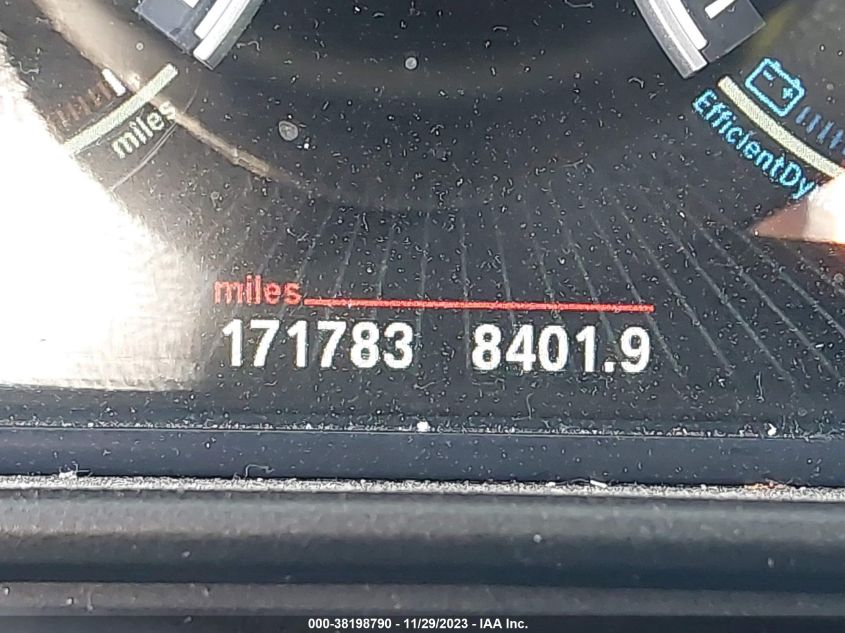 miles
EfficientDy
miles
171783 8401.9
000-38198790 - 11/29/2023 - IAA Inc.